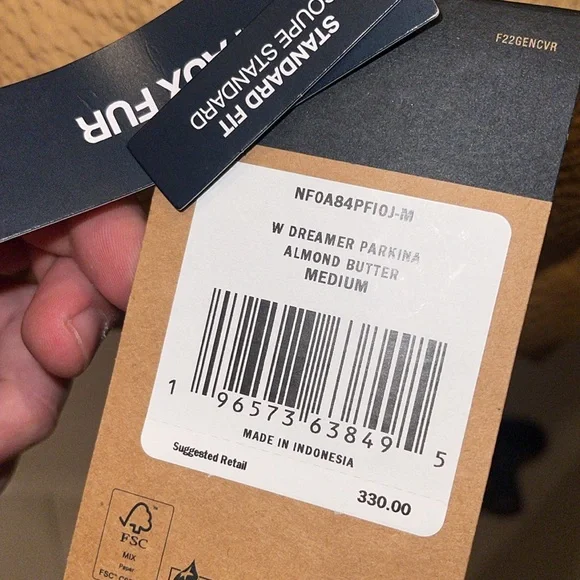 F22GENCVR
FAUX FUR
STANDARD FIT
COUPE STANDARD
NF0A84PFI0J-M
W DREAMER PARKINA
ALMOND BUTTER
MEDIUM
1 96573 63849 5
MADE IN INDONESIA
Suggested Retail
330.00
FSC
MIX
Paper